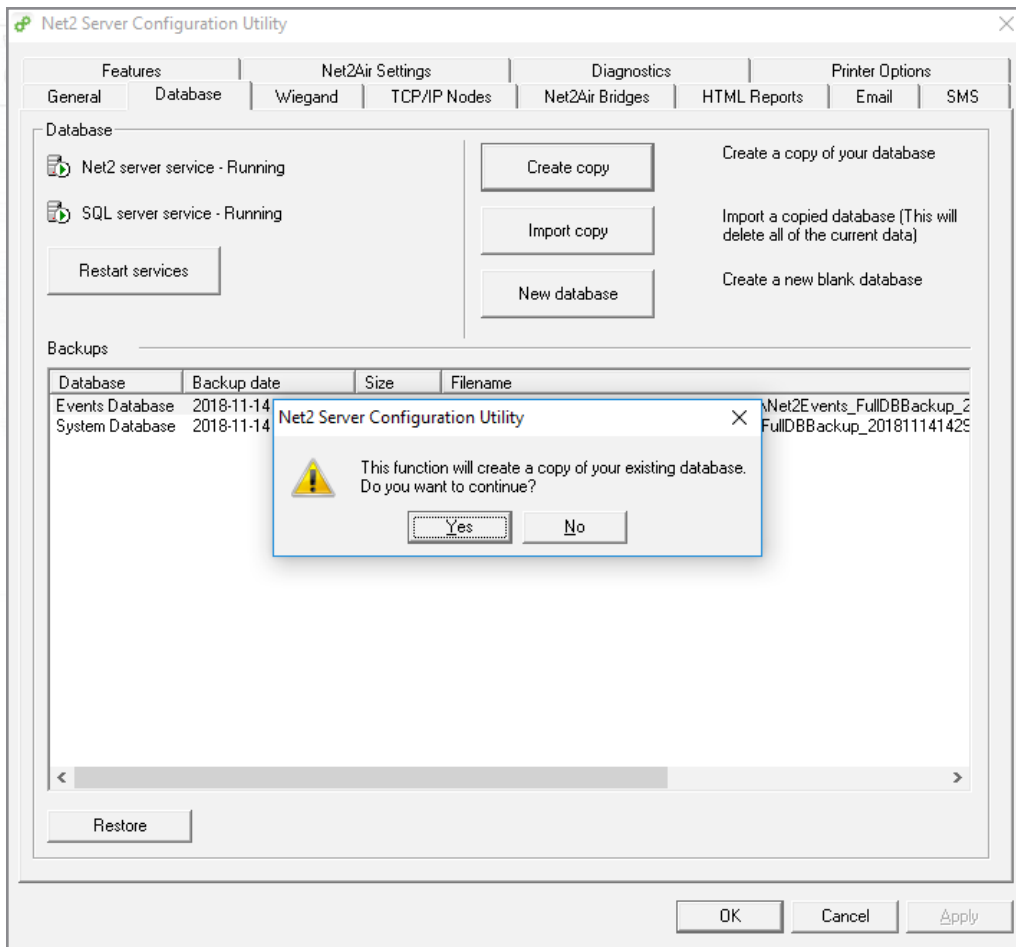 Net2 Server Configuration Utility
Features Net2Air Settings Diagnostics Printer Options
General Database Wiegand TCP/IP Nodes Net2Air Bridges HTML Reports Email SMS
Database
Net2 server service - Running
SQL server service - Running
Restart services
Create copy
Create a copy of your database
Import copy
Import a copied database (This will
delete all of the current data)
New database
Create a new blank database
Backups
Database Backup date Size Filename
Events Database 2018-11-14 \Net2Events_FullDBBackup_2
System Database 2018-11-14 FullDBBackup_201811141429
Net2 Server Configuration Utility
This function will create a copy of your existing database.
Do you want to continue?
Yes No
Restore
OK Cancel Apply